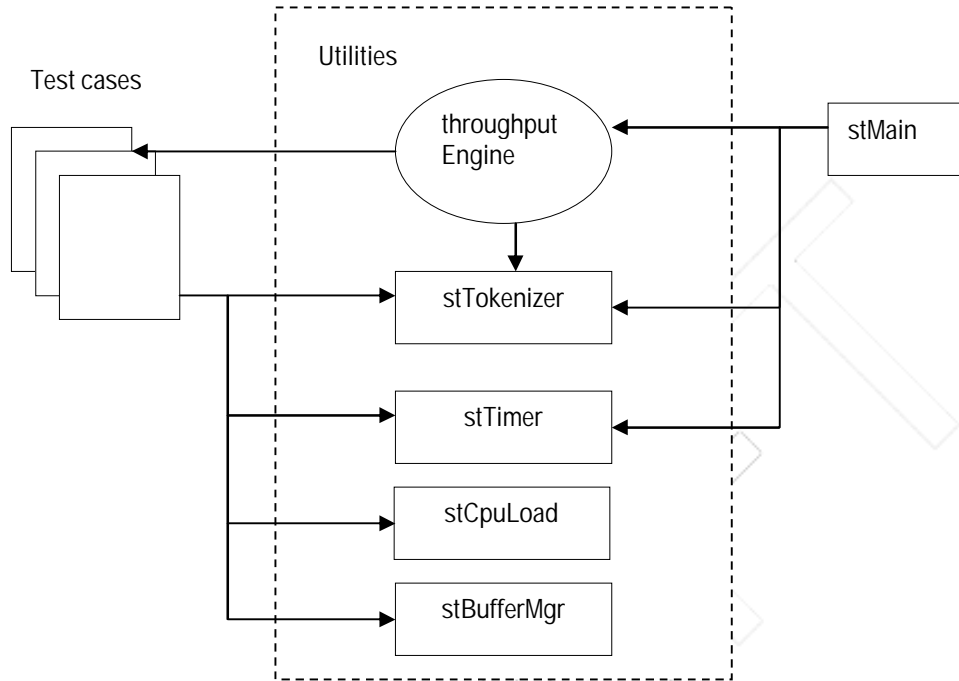 Utilities
Test cases
throughput
Engine
stMain
stTokenizer
stTimer
stCpuLoad
stBufferMgr